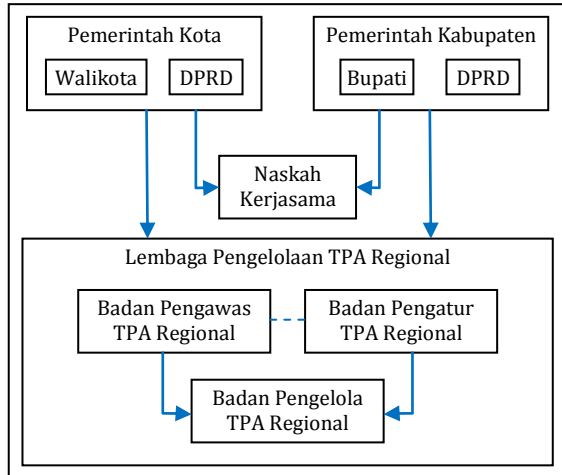 Pemerintah Kota
Walikota
DPRD
Pemerintah Kabupaten
Bupati
DPRD
Naskah
Kerjasama
Lembaga Pengelolaan TPA Regional
Badan Pengawas
TPA Regional
Badan Pengatur
TPA Regional
Badan Pengelola
TPA Regional